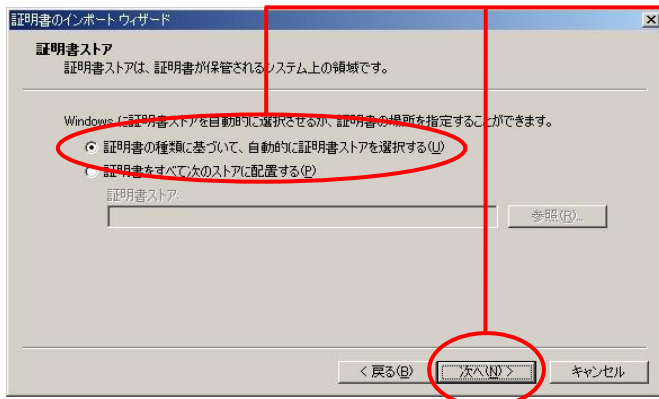 証明書のインポート ウィザード
証明書ストア
証明書ストアは、証明書が保管されるシステム上の領域です。
Windows に証明書ストアを自動的に選択させるか、証明書の場所を指定することができます。
証明書の種類に基づいて、自動的に証明書ストアを選択する(U)
証明書をすべて次のストアに配置する(P)
証明書ストア:
参照(R)...
< 戻る(B)
次へ(N) >
キャンセル